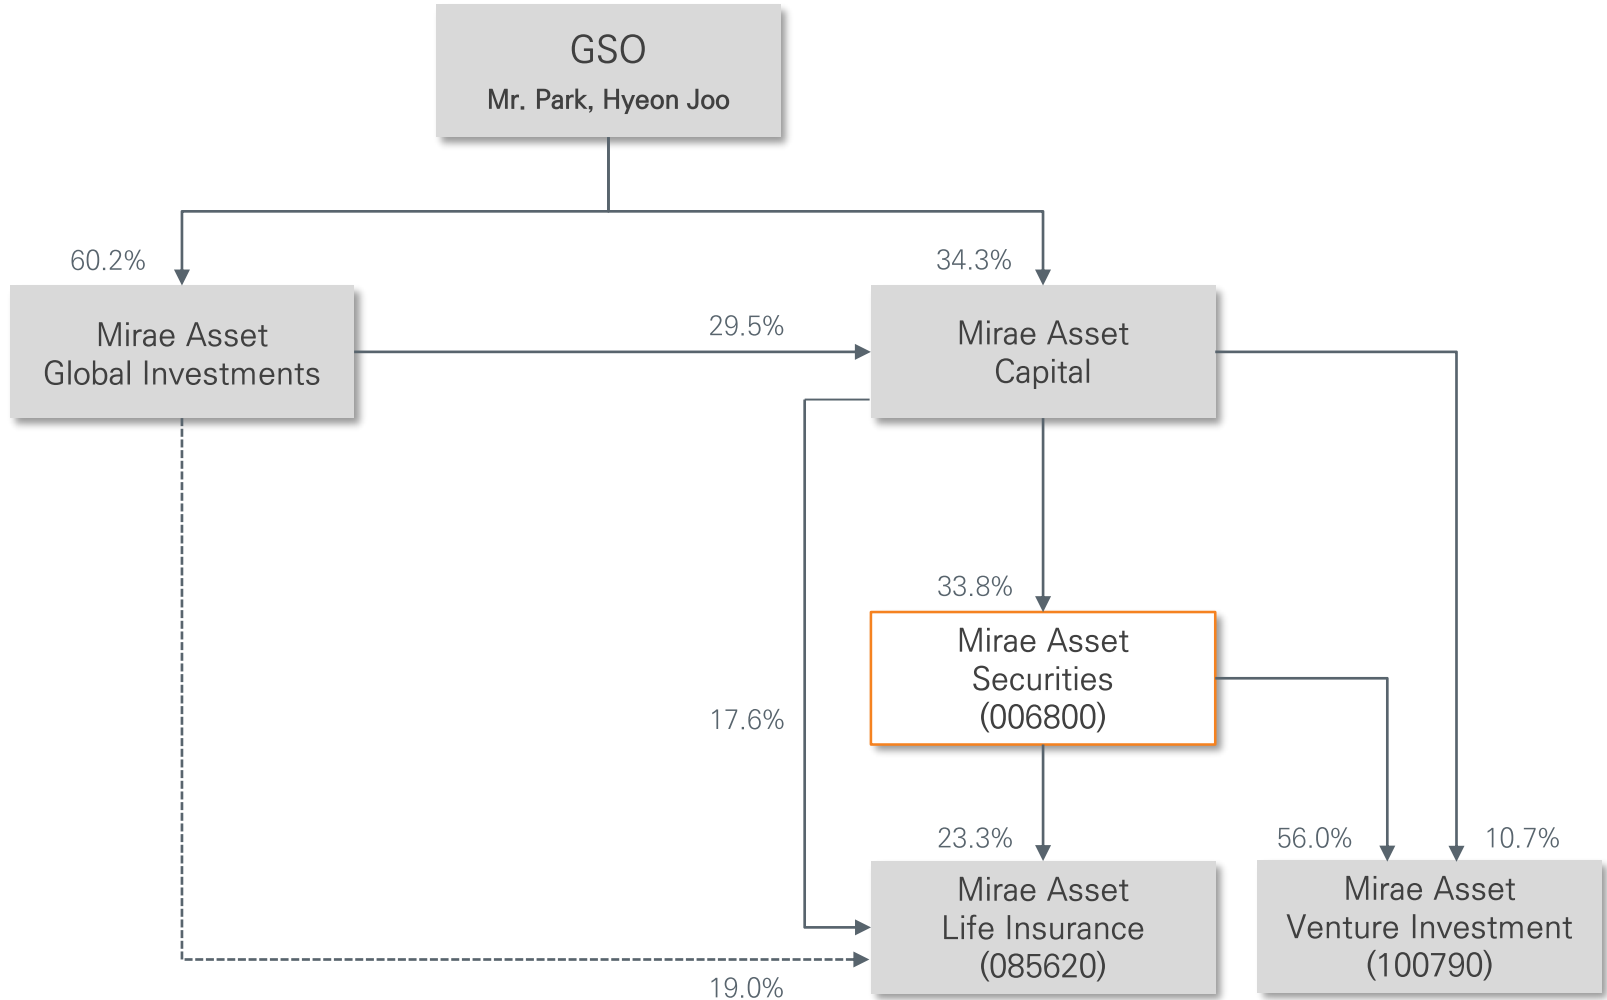 GSO
Mr. Park, Hyeon Joo
60.2%
34.3%
Mirae Asset
Global Investments
29.5%
Mirae Asset
Capital
33.8%
Mirae Asset
Securities
(006800)
17.6%
23.3%
56.0%
10.7%
Mirae Asset
Life Insurance
(085620)
Mirae Asset
Venture Investment
(100790)
19.0%